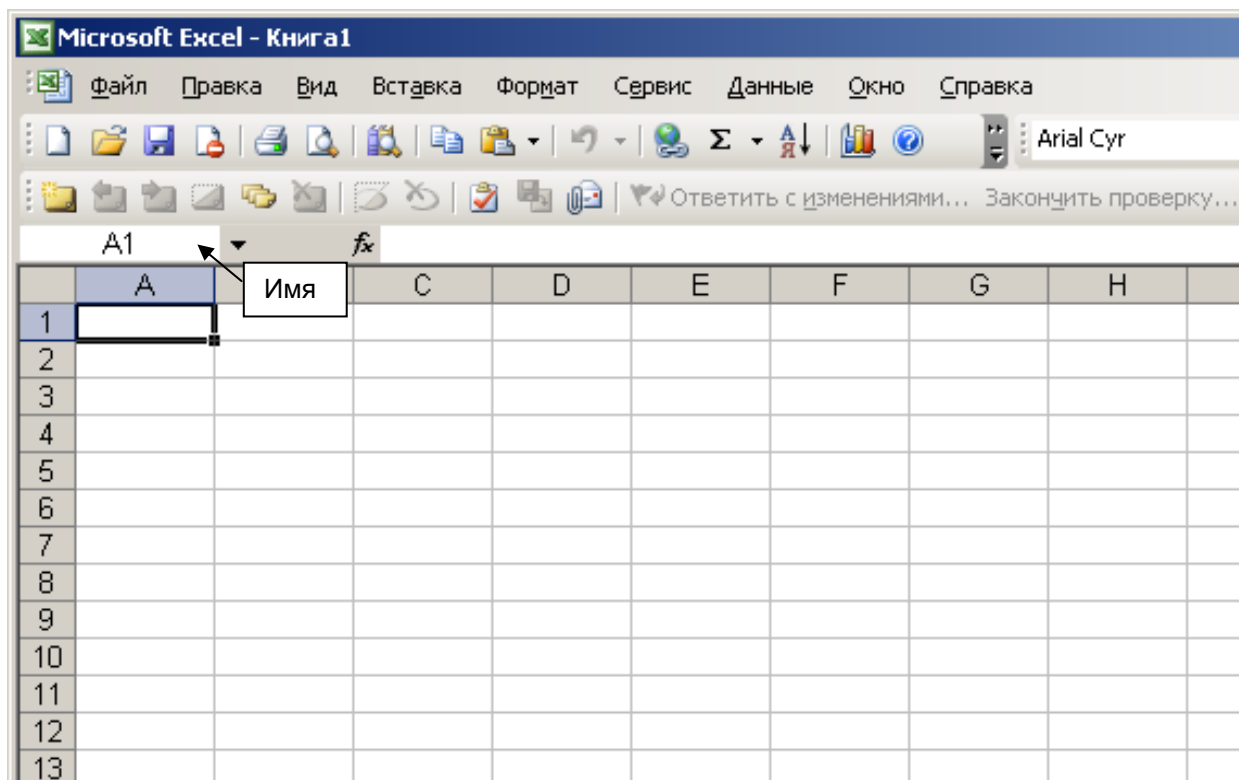 Microsoft Excel - Книга1
Файл Правка Вид Вставка Формат Сервис Данные Окно Справка
Σ А Я Arial Cyr
Ответить с изменениями... Закончить проверку...
A1 fx
Имя
A C D E F G H
1
2
3
4
5
6
7
8
9
10
11
12
13